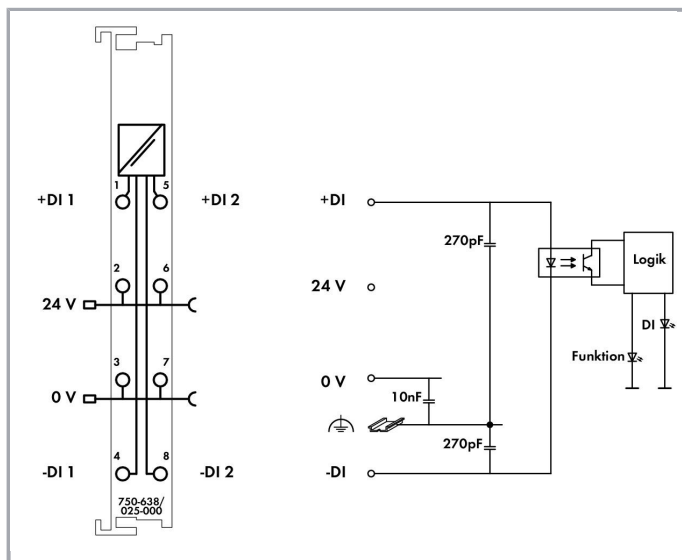 1
5
+DI 1
+DI 2
2
6
24 V
3
7
0 V
4
8
-DI 1
-DI 2
750-638/
025-000
+DI
270pF
Logik
24 V
DI
Funktion
0 V
10nF
270pF
-DI